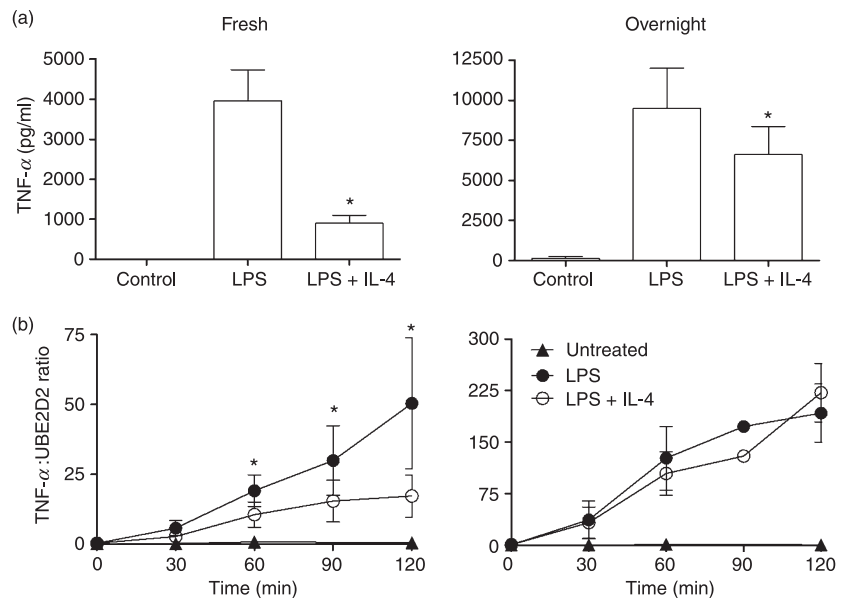 (a)
Fresh
TNF-α (pg/ml)
5000
4000
3000
2000
1000
0
*
Control
LPS
LPS + IL-4
Overnight
12500
10000
7500
5000
2500
0
*
Control
LPS
LPS + IL-4
(b)
TNF-α:UBE2D2 ratio
75
50
25
0
*
*
*
0
30
60
90
120
Time (min)
300
225
150
75
0
Untreated
LPS
LPS + IL-4
0
30
60
90
120
Time (min)